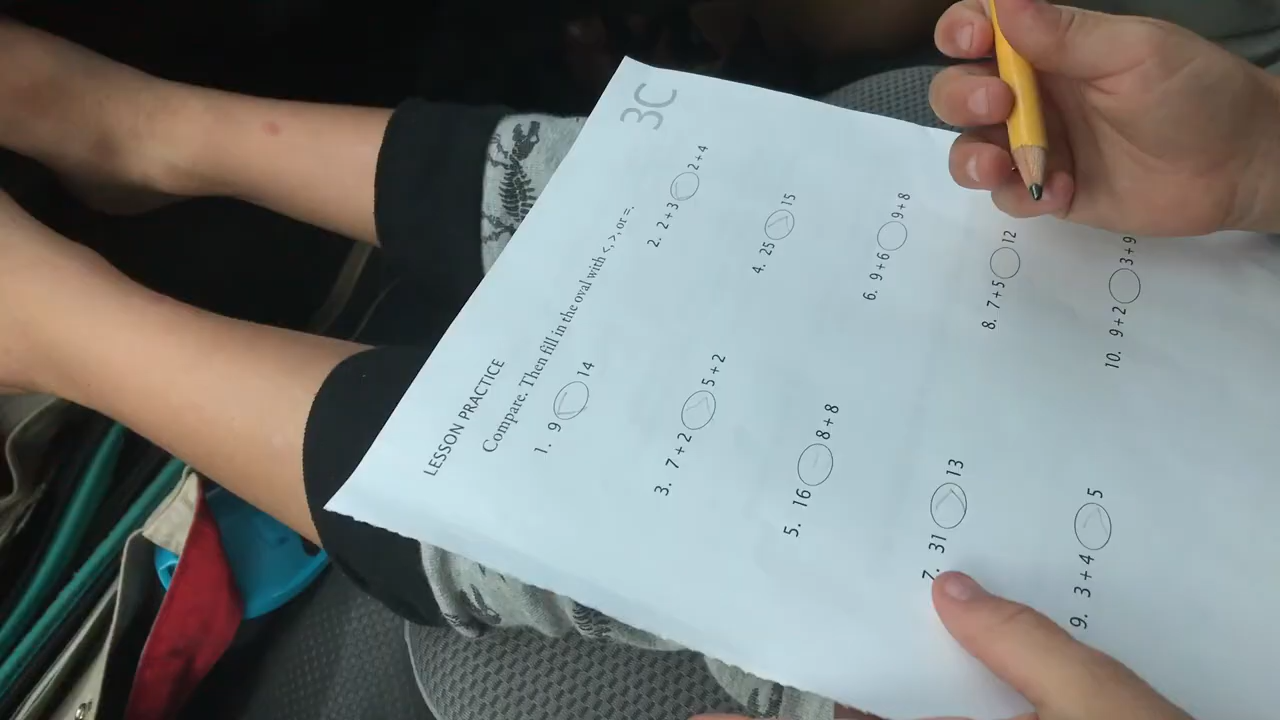 LESSON PRACTICE 3C
Compare. Then fill in the oval with <, >, or =.
1. 9 < 14 2. 2 + 3 < 2 + 4
3. 7 + 2 > 5 + 2 4. 25 > 15
5. 16 8 + 8 6. 9 + 6 9 + 8
7. 31 > 13 8. 7 + 5 12
9. 3 + 4 > 5 10. 9 + 2 3 + 9